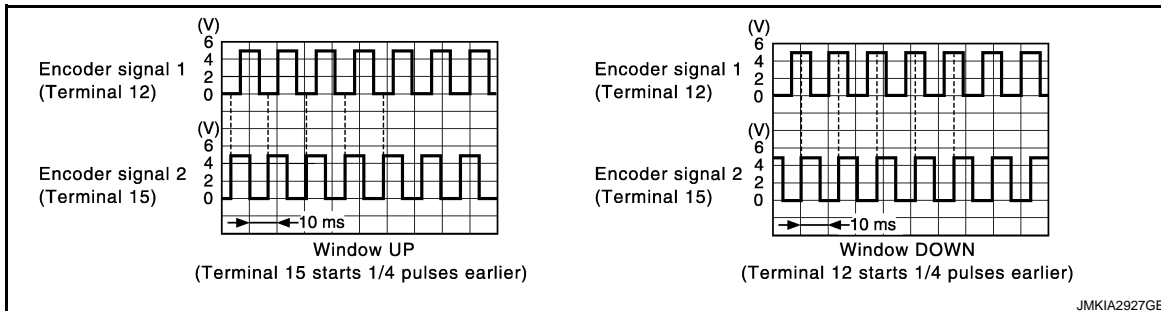 (V)
6
4
2
0
Encoder signal 1
(Terminal 12)
(V)
6
4
2
0
Encoder signal 2
(Terminal 15)
10 ms
Window UP
(Terminal 15 starts 1/4 pulses earlier)
(V)
6
4
2
0
Encoder signal 1
(Terminal 12)
(V)
6
4
2
0
Encoder signal 2
(Terminal 15)
10 ms
Window DOWN
(Terminal 12 starts 1/4 pulses earlier)
JMKIA2927GB